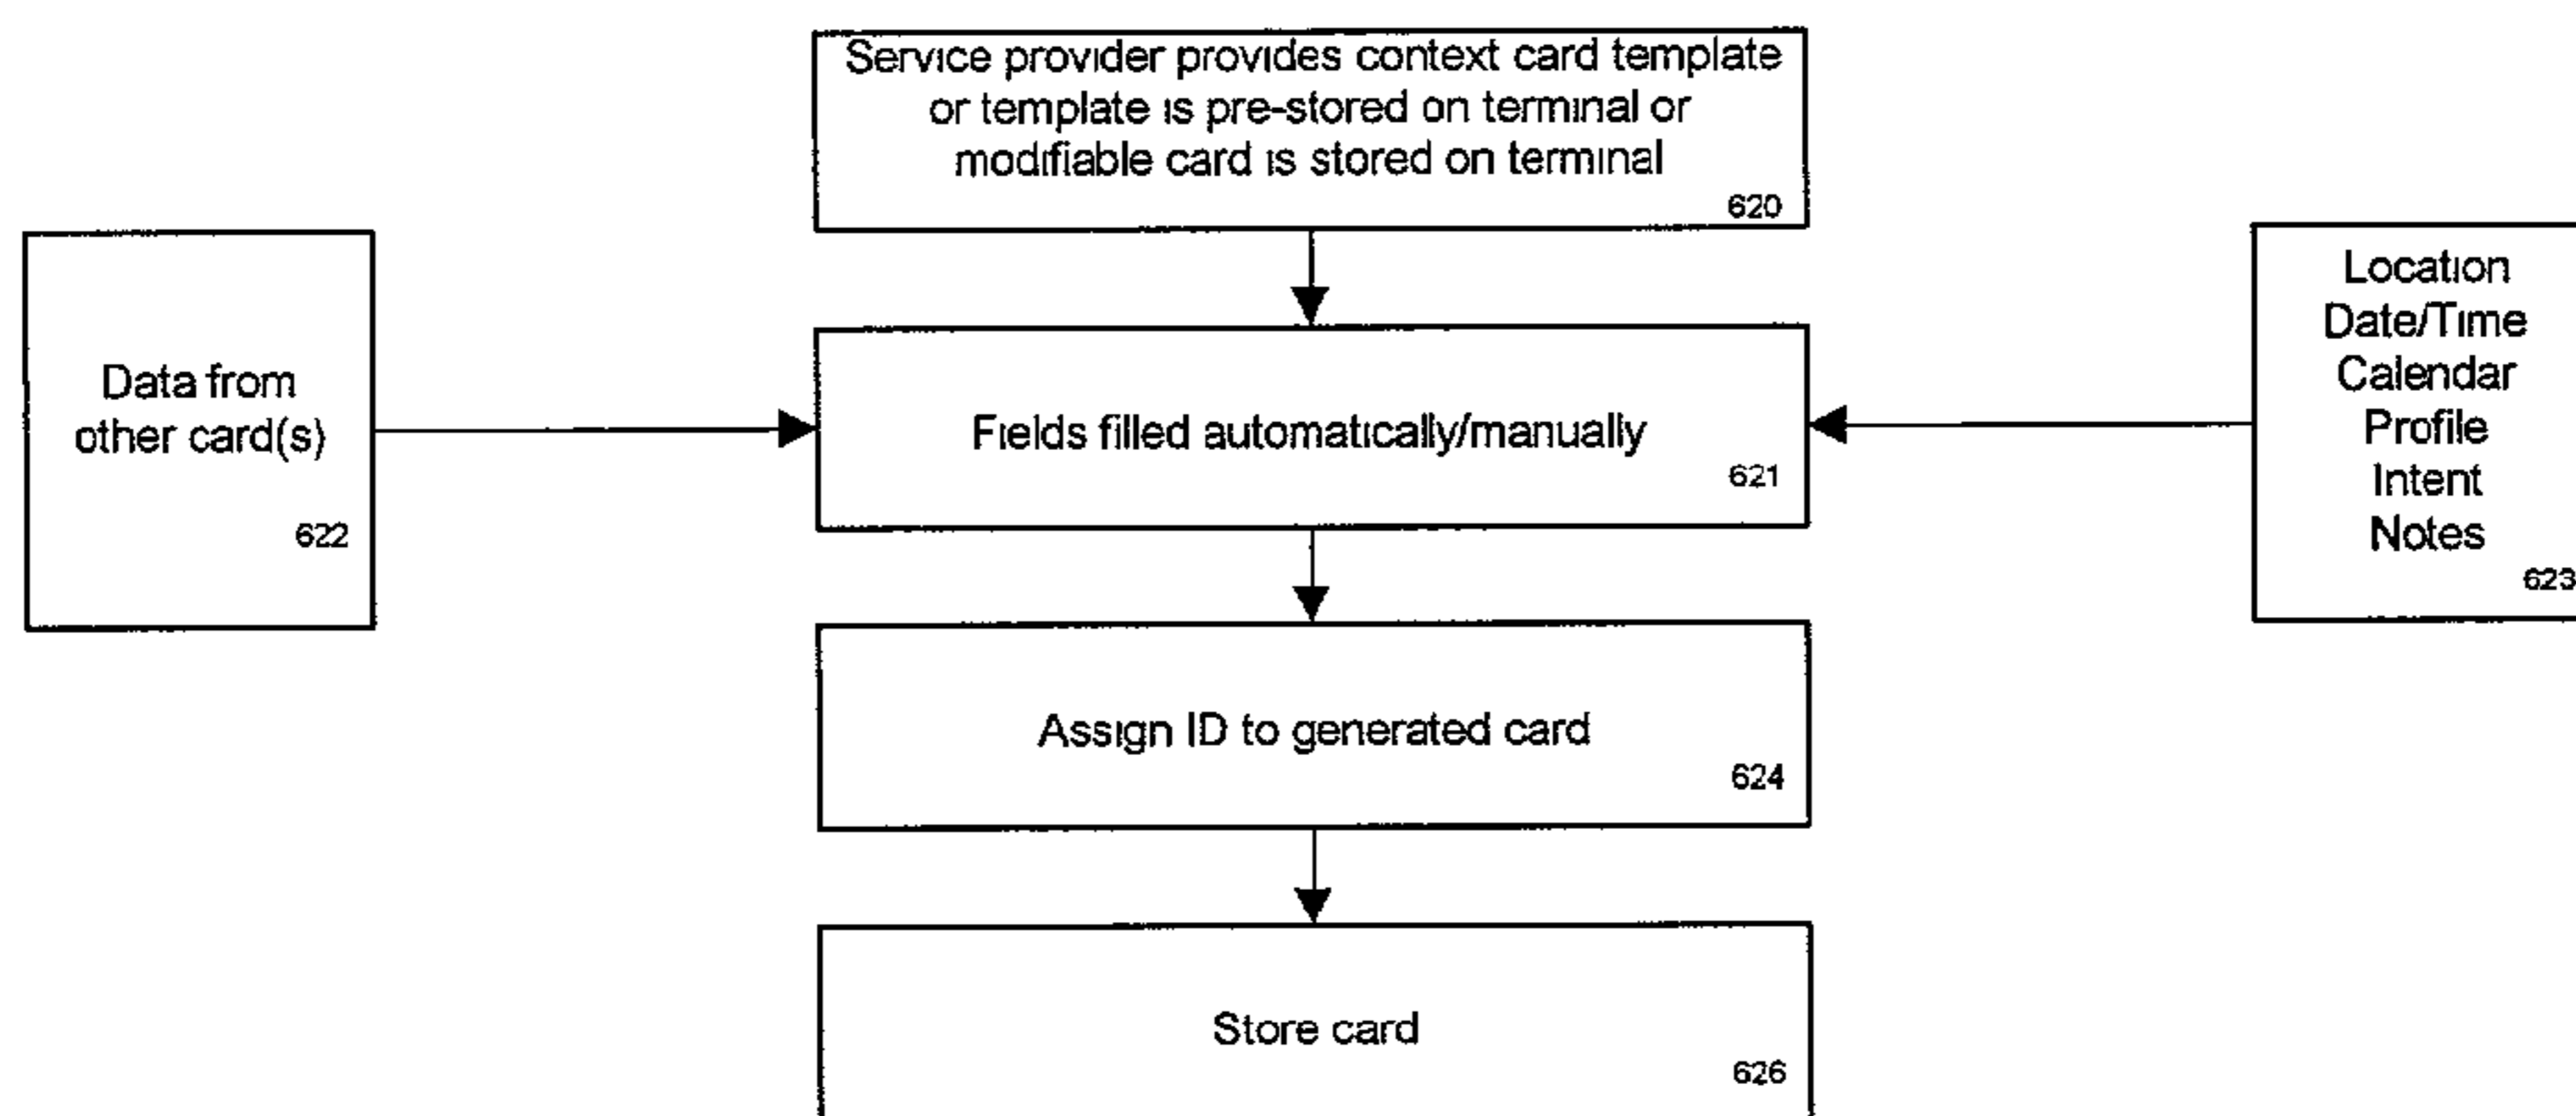 Service provider provides context card template
or template is pre-stored on terminal or
modifiable card is stored on terminal
620
Data from
other card(s)
622
Fields filled automatically/manually
621
Location
Date/Time
Calendar
Profile
Intent
Notes
623
Assign ID to generated card
624
Store card
626